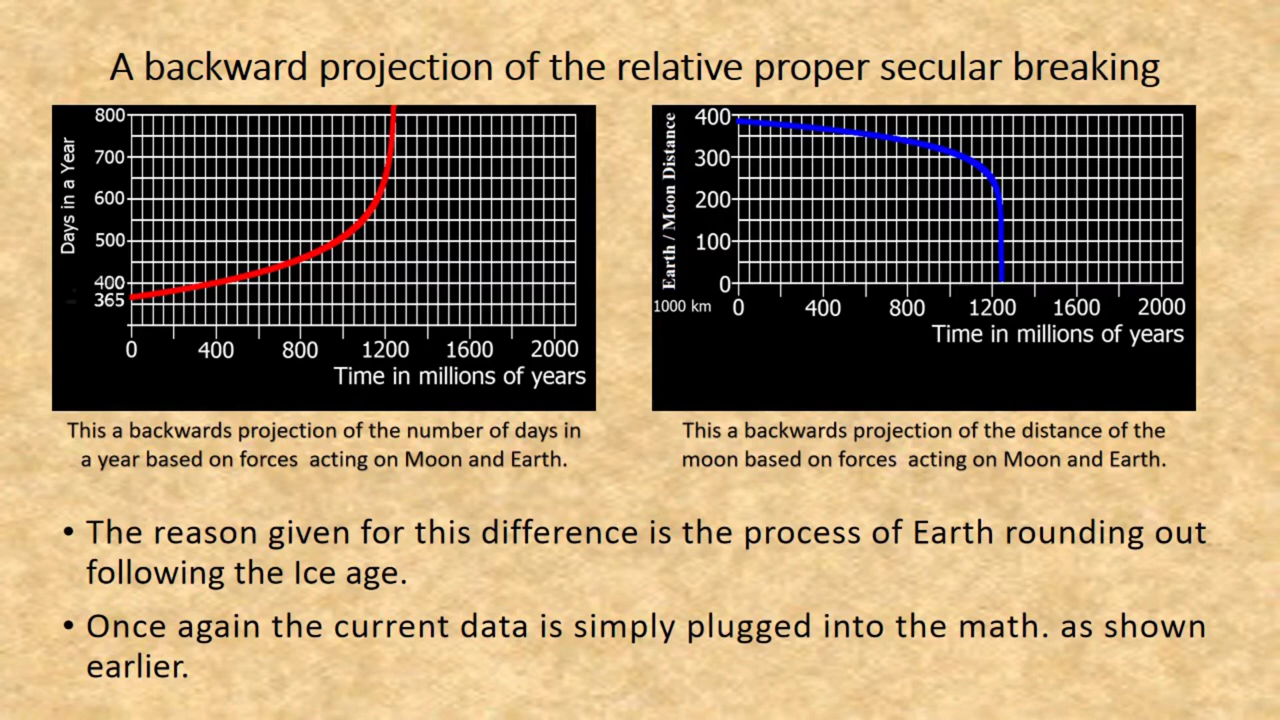 A backward projection of the relative proper secular breaking
800
700
600
500
400
365
Days in a Year
0 400 800 1200 1600 2000
Time in millions of years
400
300
200
100
0
Earth / Moon Distance
1000 km 0 400 800 1200 1600 2000
Time in millions of years
This a backwards projection of the number of days in
a year based on forces acting on Moon and Earth.
This a backwards projection of the distance of the
moon based on forces acting on Moon and Earth.
• The reason given for this difference is the process of Earth rounding out
following the Ice age.
• Once again the current data is simply plugged into the math. as shown
earlier.